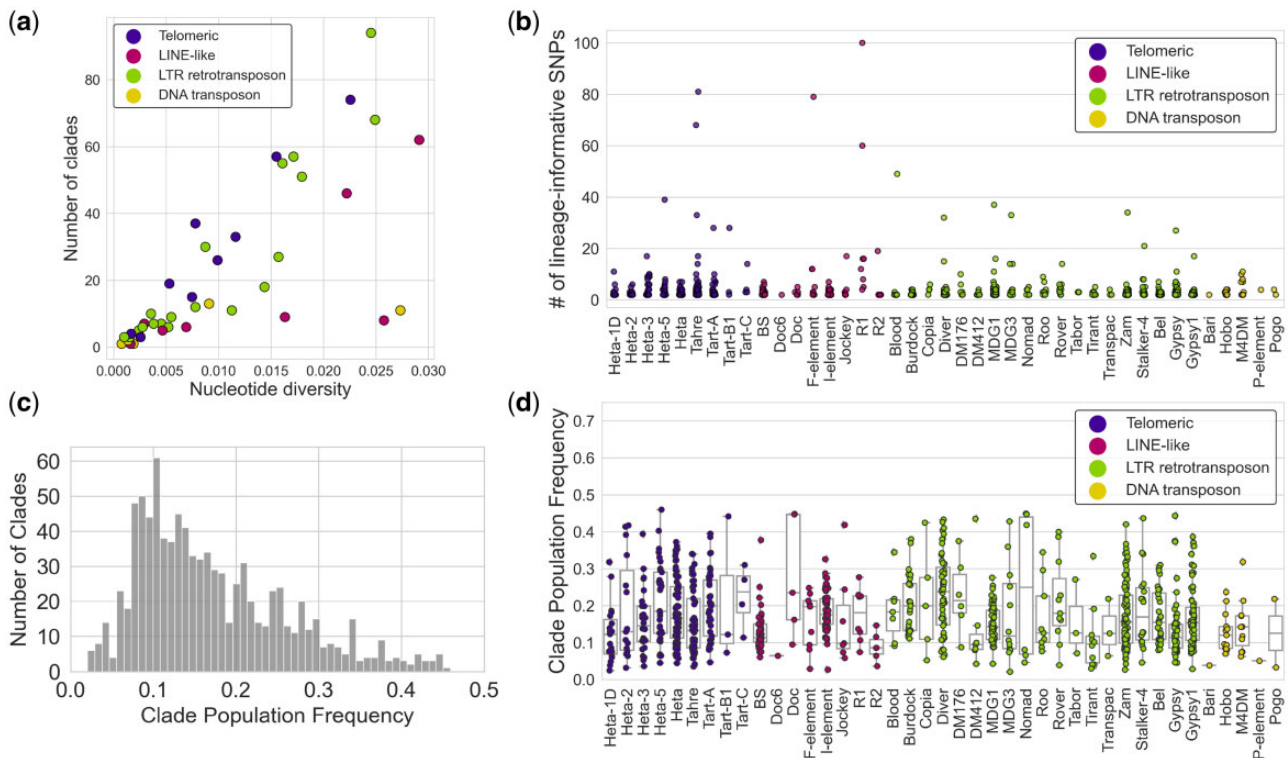 (a)
Telomeric
LINE-like
LTR retrotransposon
DNA transposon
80
60
40
20
0
Number of clades
0.000 0.005 0.010 0.015 0.020 0.025 0.030
Nucleotide diversity
(b)
Telomeric
LINE-like
LTR retrotransposon
DNA transposon
100
80
60
40
20
0
# of lineage-informative SNPs
Heta-1D
Heta-2
Heta-3
Heta-5
Heta
Tahre
Tart-A
Tart-B1
Tart-C
BS
Doc6
Doc
F-element
I-element
Jockey
R1
R2
Blood
Burdock
Copia
Diver
DM176
DM412
MDG1
MDG3
Nomad
Roo
Rover
Tabor
Tirant
Transpac
Zam
Stalker-4
Bel
Gypsy
Gypsy1
Bari
Hobo
M4DM
P-element
Pogo
(c)
60
50
40
30
20
10
0
Number of Clades
0.0 0.1 0.2 0.3 0.4 0.5
Clade Population Frequency
(d)
Telomeric
LINE-like
LTR retrotransposon
DNA transposon
0.7
0.6
0.5
0.4
0.3
0.2
0.1
0.0
Clade Population Frequency
Heta-1D
Heta-2
Heta-3
Heta-5
Heta
Tahre
Tart-A
Tart-B1
Tart-C
BS
Doc6
Doc
F-element
I-element
Jockey
R1
R2
Blood
Burdock
Copia
Diver
DM176
DM412
MDG1
MDG3
Nomad
Roo
Rover
Tabor
Tirant
Transpac
Zam
Stalker-4
Bel
Gypsy
Gypsy1
Bari
Hobo
M4DM
P-element
Pogo